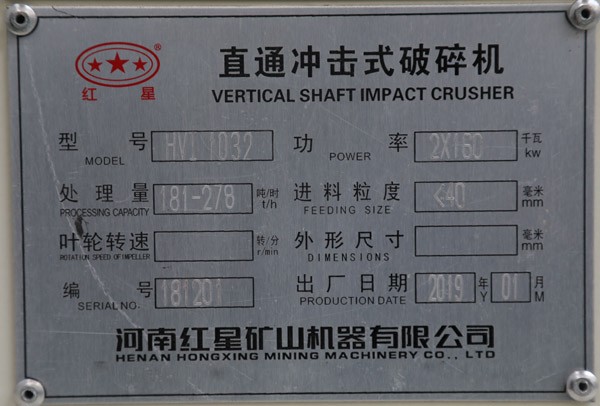 ®
红 星
直通冲击式破碎机
VERTICAL SHAFT IMPACT CRUSHER
型 号 HVI 1032 功 率 2X160 千瓦
MODEL POWER kw
处理量 181-278 吨/时 进料粒度 <40 毫米
PROCESSING CAPACITY t/h FEEDING SIZE mm
叶轮转速 转/分 外形尺寸 毫米
ROTATION SPEED OF IMPELLER r/min DIMENSIONS mm
编 号 181201 出厂日期 2019 年 01 月
SERIAL NO. PRODUCTION DATE Y M
河南红星矿山机器有限公司
HENAN HONGXING MINING MACHINERY CO., LTD